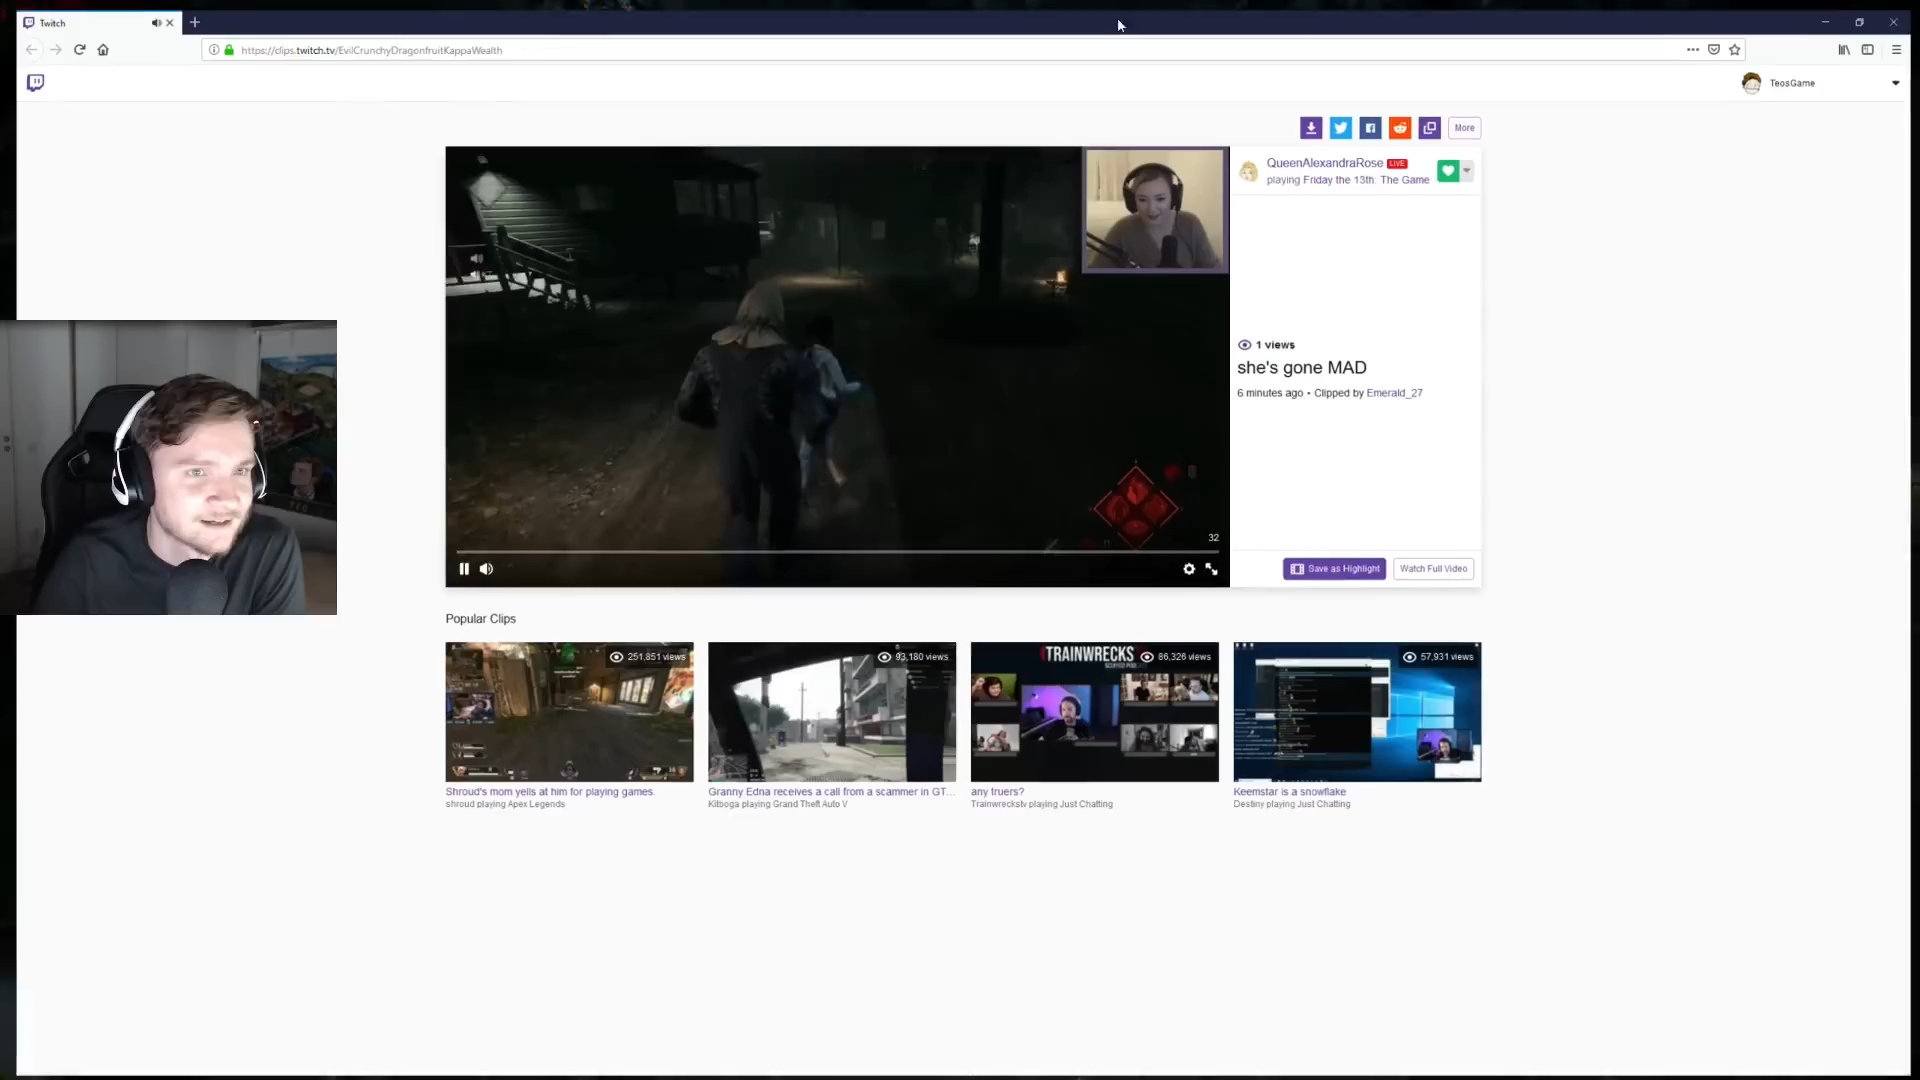 Twitch
https://clips.twitch.tv/EvilCrunchyDragonfruitKappaWealth
TeosGame
More
QueenAlexandraRose LIVE
playing Friday the 13th: The Game
1 views
she's gone MAD
6 minutes ago • Clipped by Emerald_27
32
Save as Highlight
Watch Full Video
Popular Clips
251,851 views
93,180 views
TRAINWRECKS
86,326 views
57,931 views
Shroud's mom yells at him for playing games.
shroud playing Apex Legends
Granny Edna receives a call from a scammer in GT...
Kitboga playing Grand Theft Auto V
any truers?
Trainwreckstv playing Just Chatting
Keemstar is a snowflake
Destiny playing Just Chatting